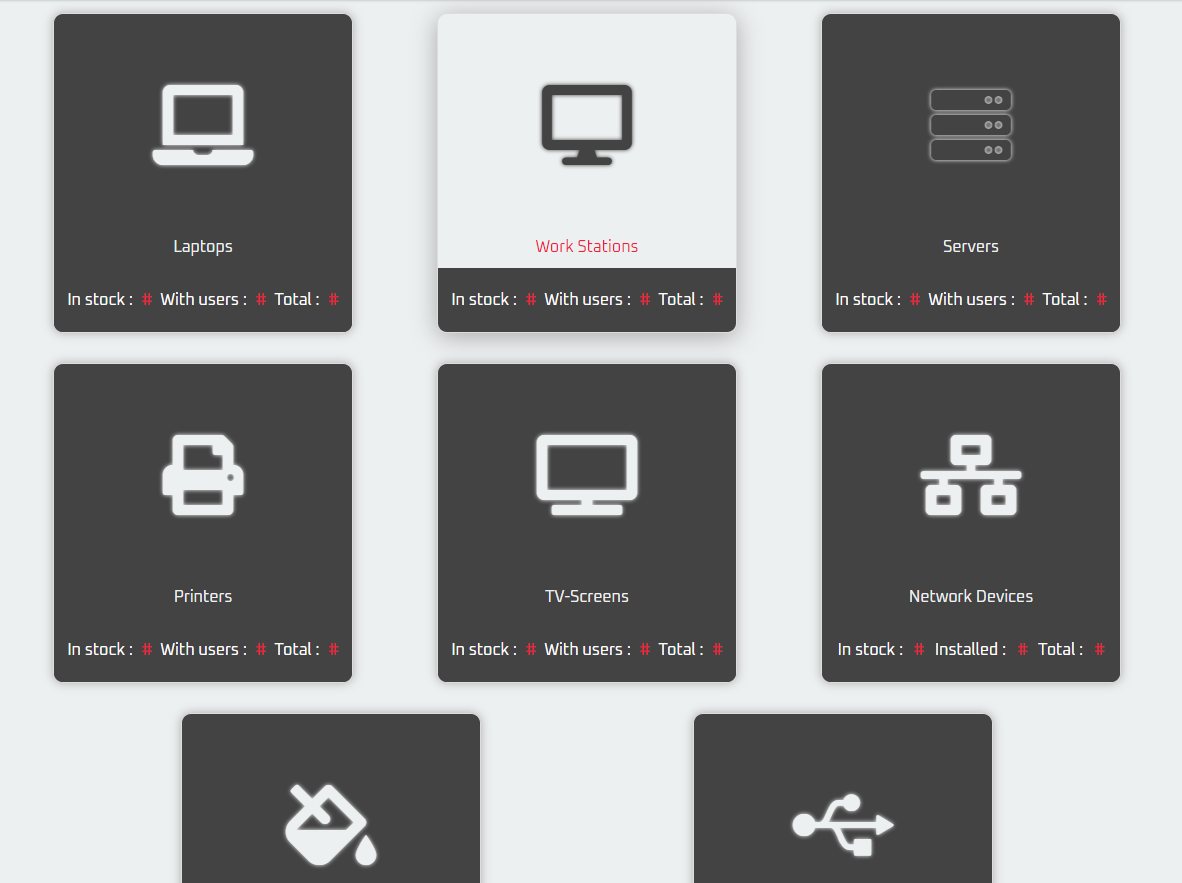 Laptops
In stock : # With users : # Total : #
Work Stations
In stock : # With users : # Total : #
Servers
In stock : # With users : # Total : #
Printers
In stock : # With users : # Total : #
TV-Screens
In stock : # With users : # Total : #
Network Devices
In stock : # Installed : # Total : #